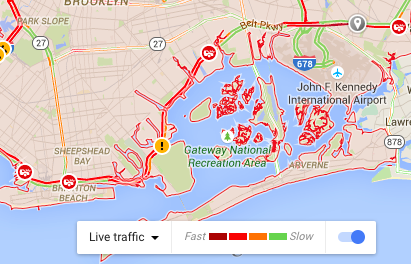 BROOKLYN
PARK SLOPE
27
27
Belt Pkwy
678
John F. Kennedy
International Airport
Lawre
878
Gateway National
Recreation Area
SHEEPSHEAD
BAY
ARVERNE
BRIGHTON
BEACH
Live traffic
Fast
Slow